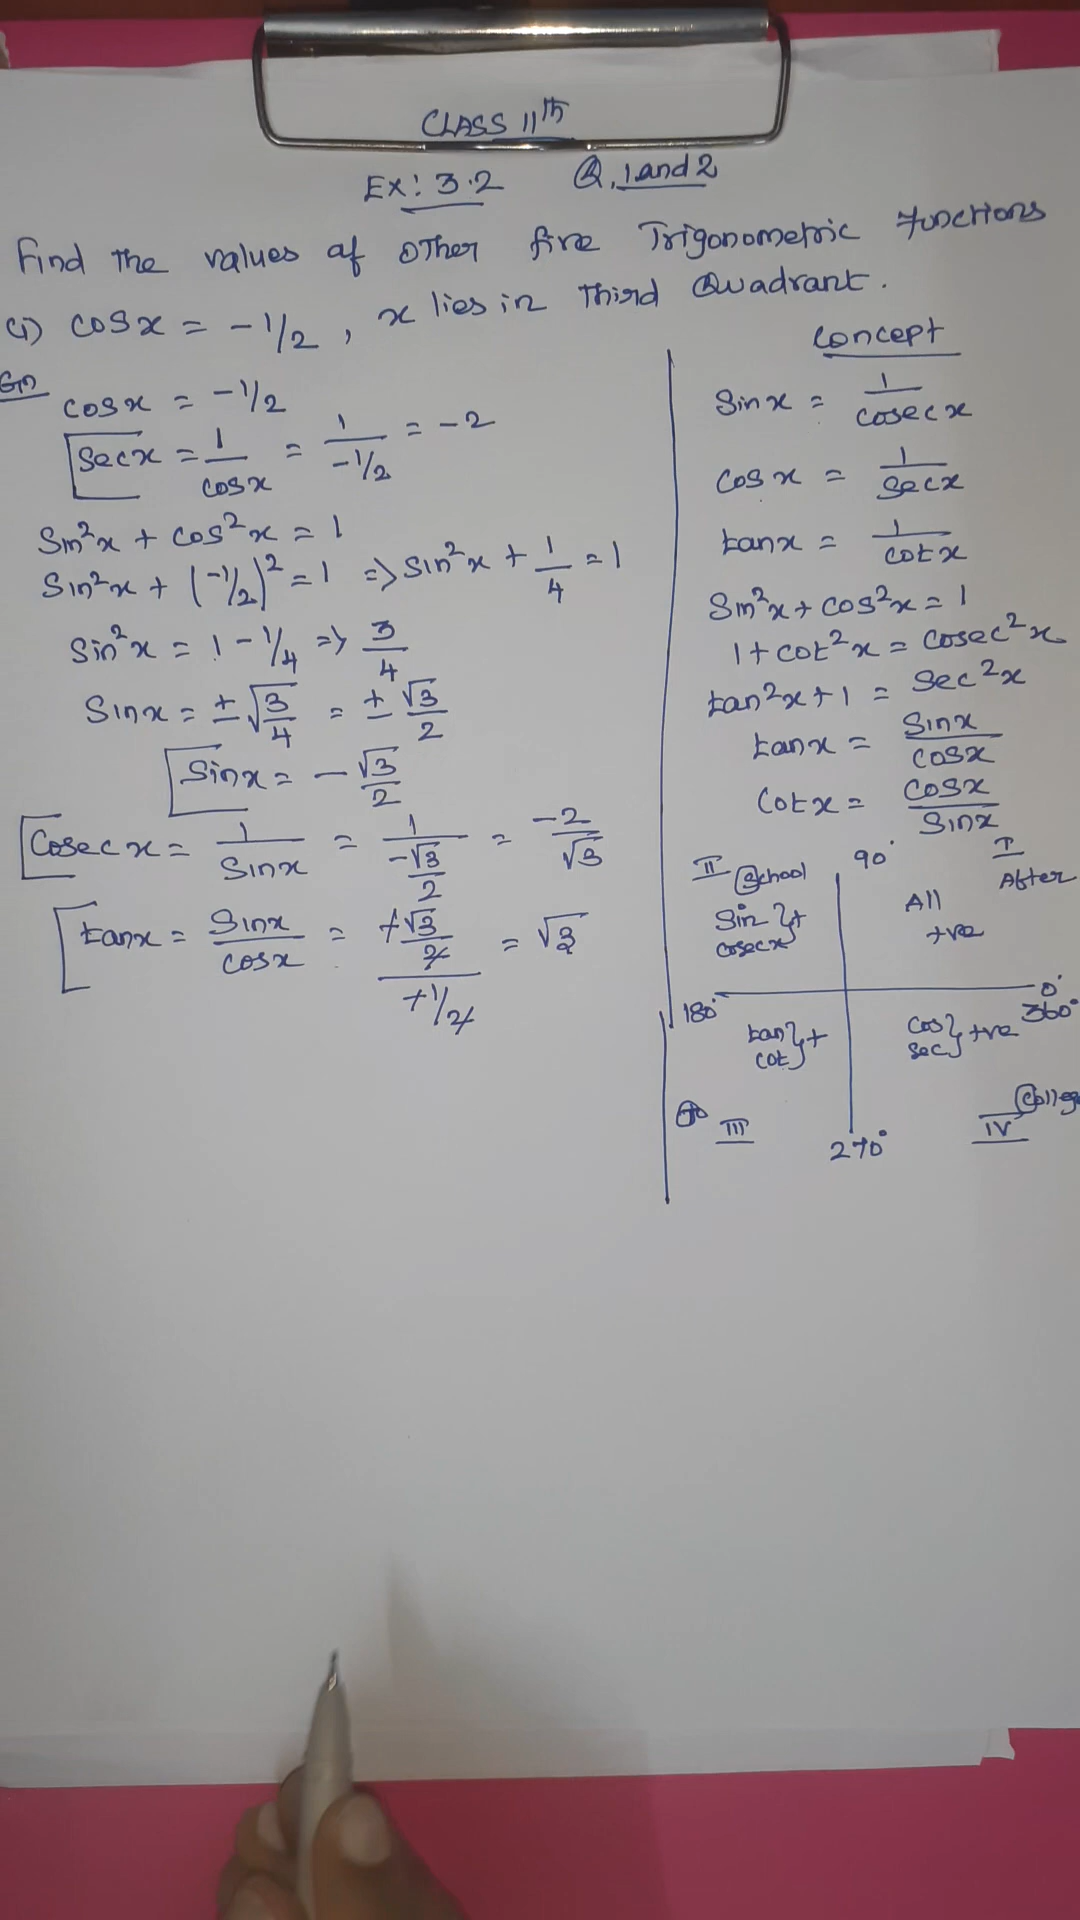 CLASS 11th
Ex: 3.2 Q. 1 and 2
Find the values of other five Trigonometric functions
(1) cos x = -1/2, x lies in Third Quadrant.
Gn
cos x = -1/2
sec x = 1/cos x = 1/(-1/2) = -2
Sin²x + cos²x = 1
Sin²x + (-1/2)² = 1 => sin²x + 1/4 = 1
Sin²x = 1 - 1/4 => 3/4
Sin x = ± √3/4 = ± √3/2
Sin x = - √3/2
Cosec x = 1/Sin x = 1/(-√3/2) = -2/√3
tan x = Sin x/cos x = (+√3/2)/(+1/2) = √3
concept
Sin x = 1/cosec x
cos x = 1/sec x
tan x = 1/cot x
Sin²x + cos²x = 1
1 + cot²x = cosec²x
tan²x + 1 = sec²x
tan x = Sin x/cos x
Cot x = cos x/Sin x
II School 90° I After
Sin cosec x } + All +ve
180° 0° 360°
tan cot } + cos sec } +ve
To III 270° IV College